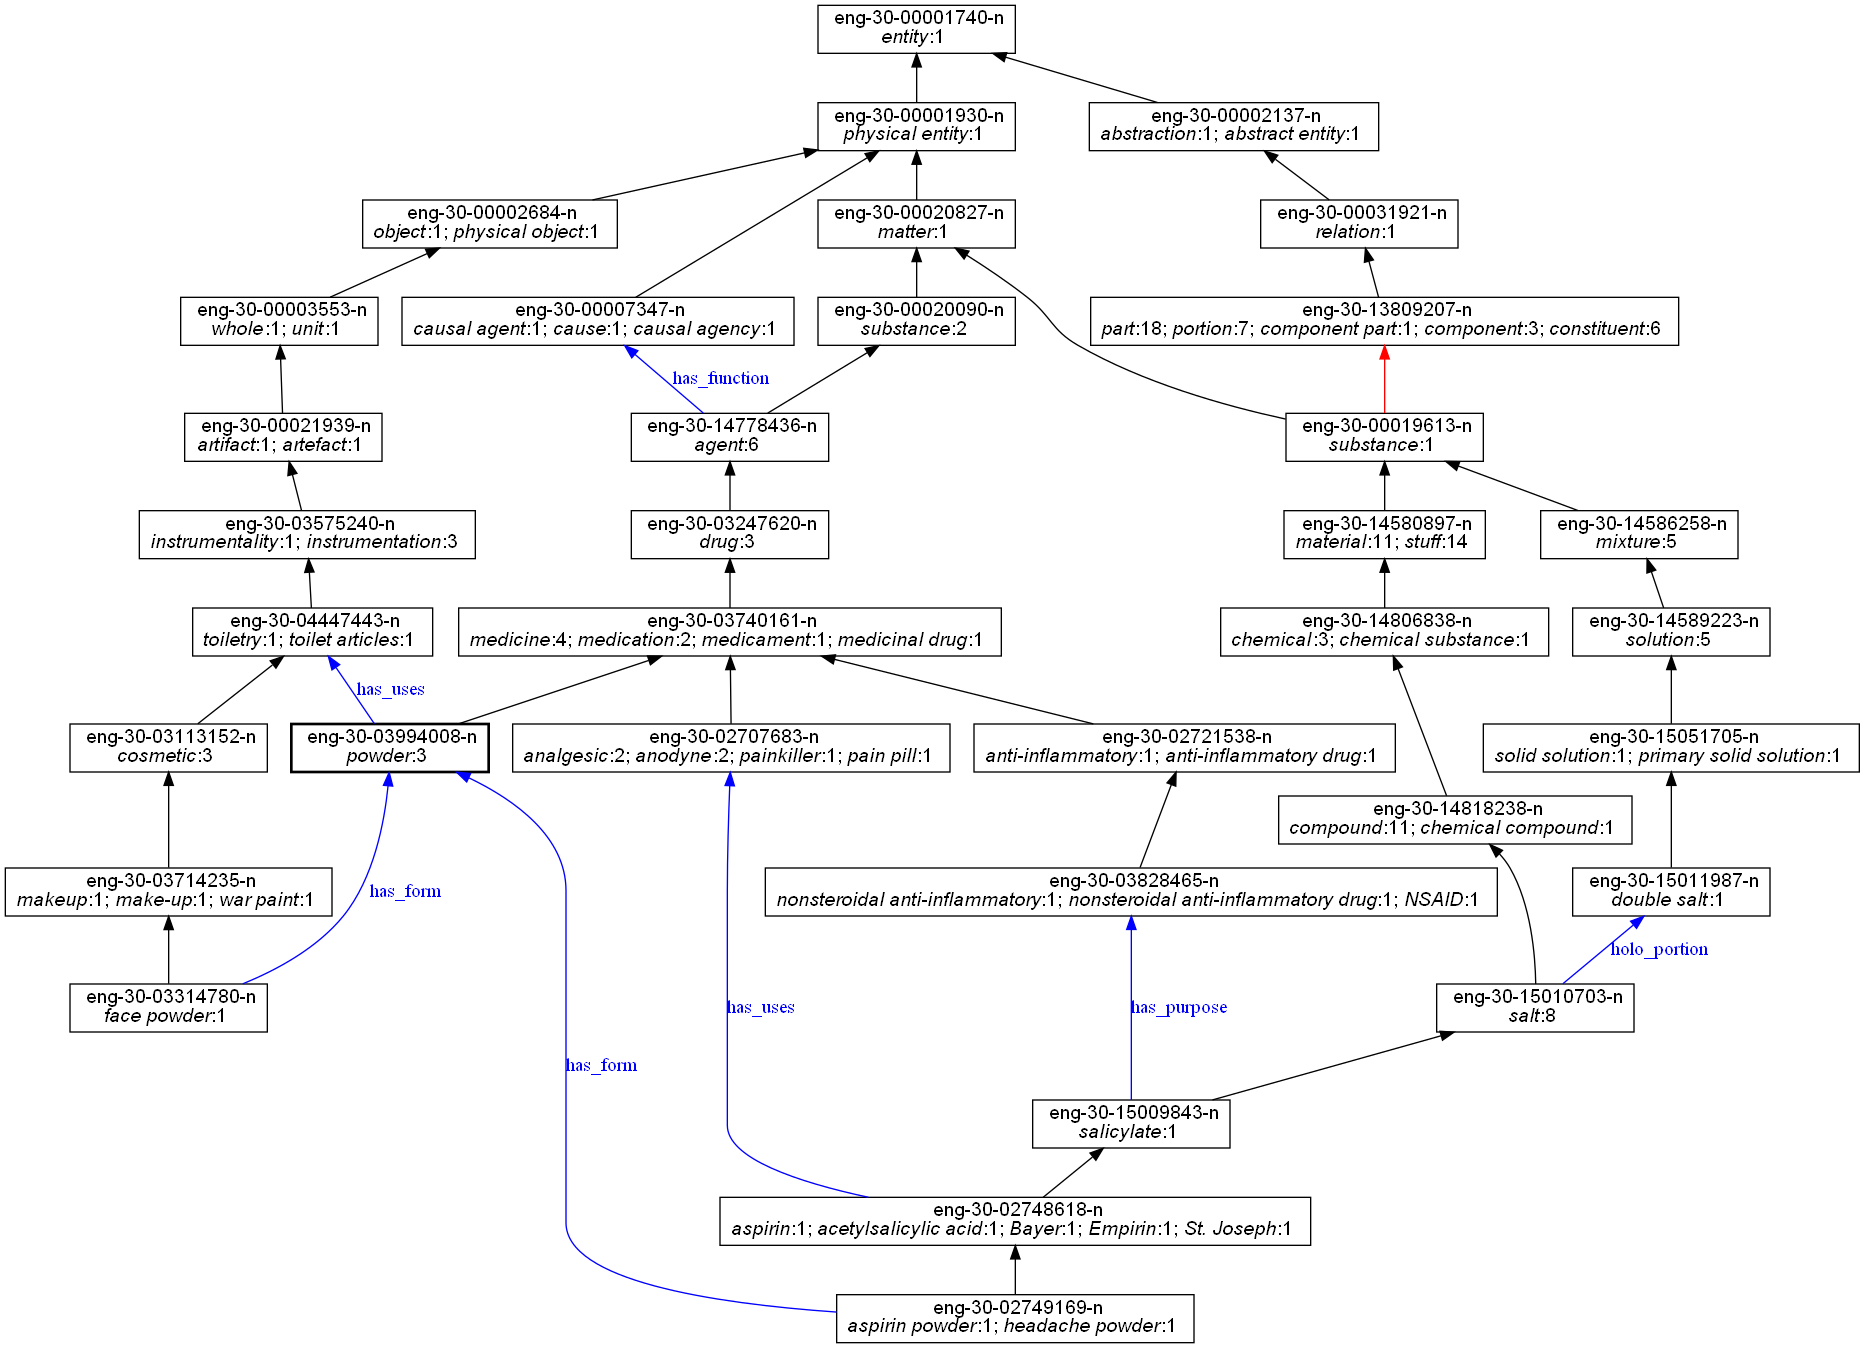 eng-30-00001740-n
entity:1
eng-30-00001930-n
physical entity:1
eng-30-00002137-n
abstraction:1; abstract entity:1
eng-30-00002684-n
object:1; physical object:1
eng-30-00020827-n
matter:1
eng-30-00031921-n
relation:1
eng-30-00003553-n
whole:1; unit:1
eng-30-00007347-n
causal agent:1; cause:1; causal agency:1
eng-30-00020090-n
substance:2
eng-30-13809207-n
part:18; portion:7; component part:1; component:3; constituent:6
has_function
eng-30-00021939-n
artifact:1; artefact:1
eng-30-14778436-n
agent:6
eng-30-00019613-n
substance:1
eng-30-03575240-n
instrumentality:1; instrumentation:3
eng-30-03247620-n
drug:3
eng-30-14580897-n
material:11; stuff:14
eng-30-14586258-n
mixture:5
eng-30-04447443-n
toiletry:1; toilet articles:1
eng-30-03740161-n
medicine:4; medication:2; medicament:1; medicinal drug:1
eng-30-14806838-n
chemical:3; chemical substance:1
eng-30-14589223-n
solution:5
has_uses
eng-30-03113152-n
cosmetic:3
eng-30-03994008-n
powder:3
eng-30-02707683-n
analgesic:2; anodyne:2; painkiller:1; pain pill:1
eng-30-02721538-n
anti-inflammatory:1; anti-inflammatory drug:1
eng-30-15051705-n
solid solution:1; primary solid solution:1
eng-30-14818238-n
compound:11; chemical compound:1
eng-30-03714235-n
makeup:1; make-up:1; war paint:1
has_form
eng-30-03828465-n
nonsteroidal anti-inflammatory:1; nonsteroidal anti-inflammatory drug:1; NSAID:1
eng-30-15011987-n
double salt:1
holo_portion
eng-30-03314780-n
face powder:1
has_uses
has_purpose
eng-30-15010703-n
salt:8
has_form
eng-30-15009843-n
salicylate:1
eng-30-02748618-n
aspirin:1; acetylsalicylic acid:1; Bayer:1; Empirin:1; St. Joseph:1
eng-30-02749169-n
aspirin powder:1; headache powder:1